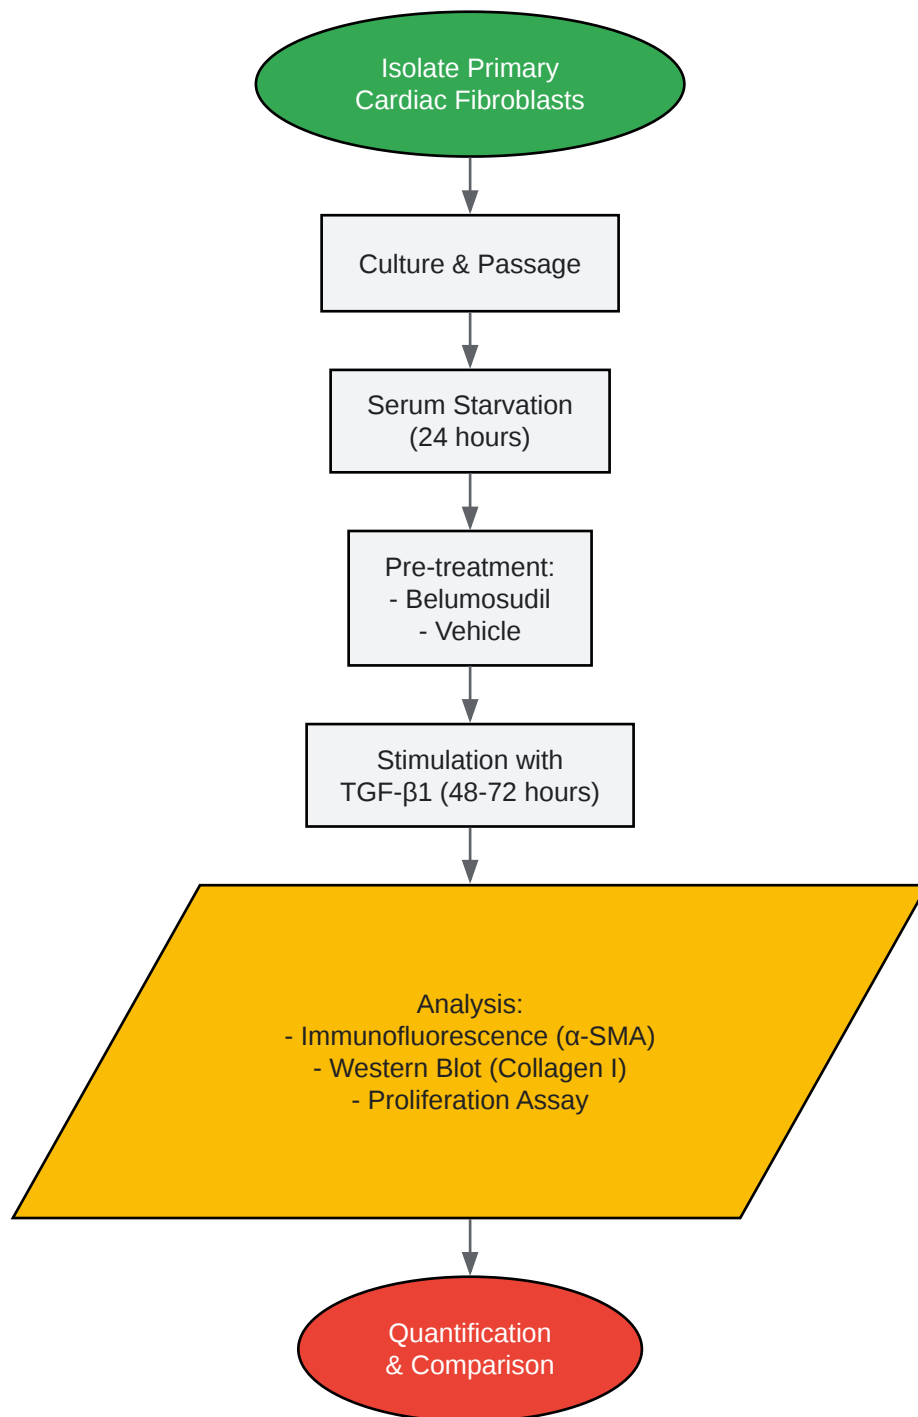 Isolate Primary
Cardiac Fibroblasts
Culture & Passage
Serum Starvation
(24 hours)
Pre-treatment:
- Belumosudil
- Vehicle
Stimulation with
TGF-β1 (48-72 hours)
Analysis:
- Immunofluorescence (α-SMA)
- Western Blot (Collagen I)
- Proliferation Assay
Quantification
& Comparison